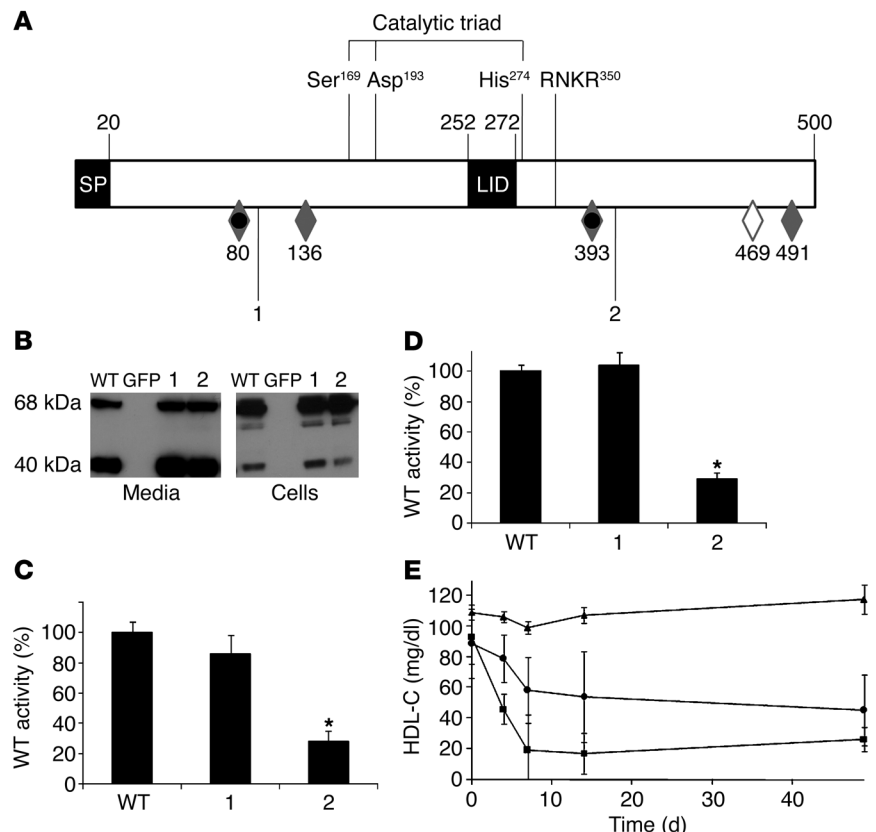 A
Catalytic triad
Ser169 Asp193 His274 RNKR350
20 252 272 500
SP LID
80 136 393 469 491
1 2
B
WT GFP 1 2 WT GFP 1 2
68 kDa
40 kDa
Media Cells
C
WT activity (%)
100
80
60
40
20
0
*
WT 1 2
D
WT activity (%)
100
80
60
40
20
0
*
WT 1 2
E
HDL-C (mg/dl)
120
100
80
60
40
20
0
0 10 20 30 40
Time (d)